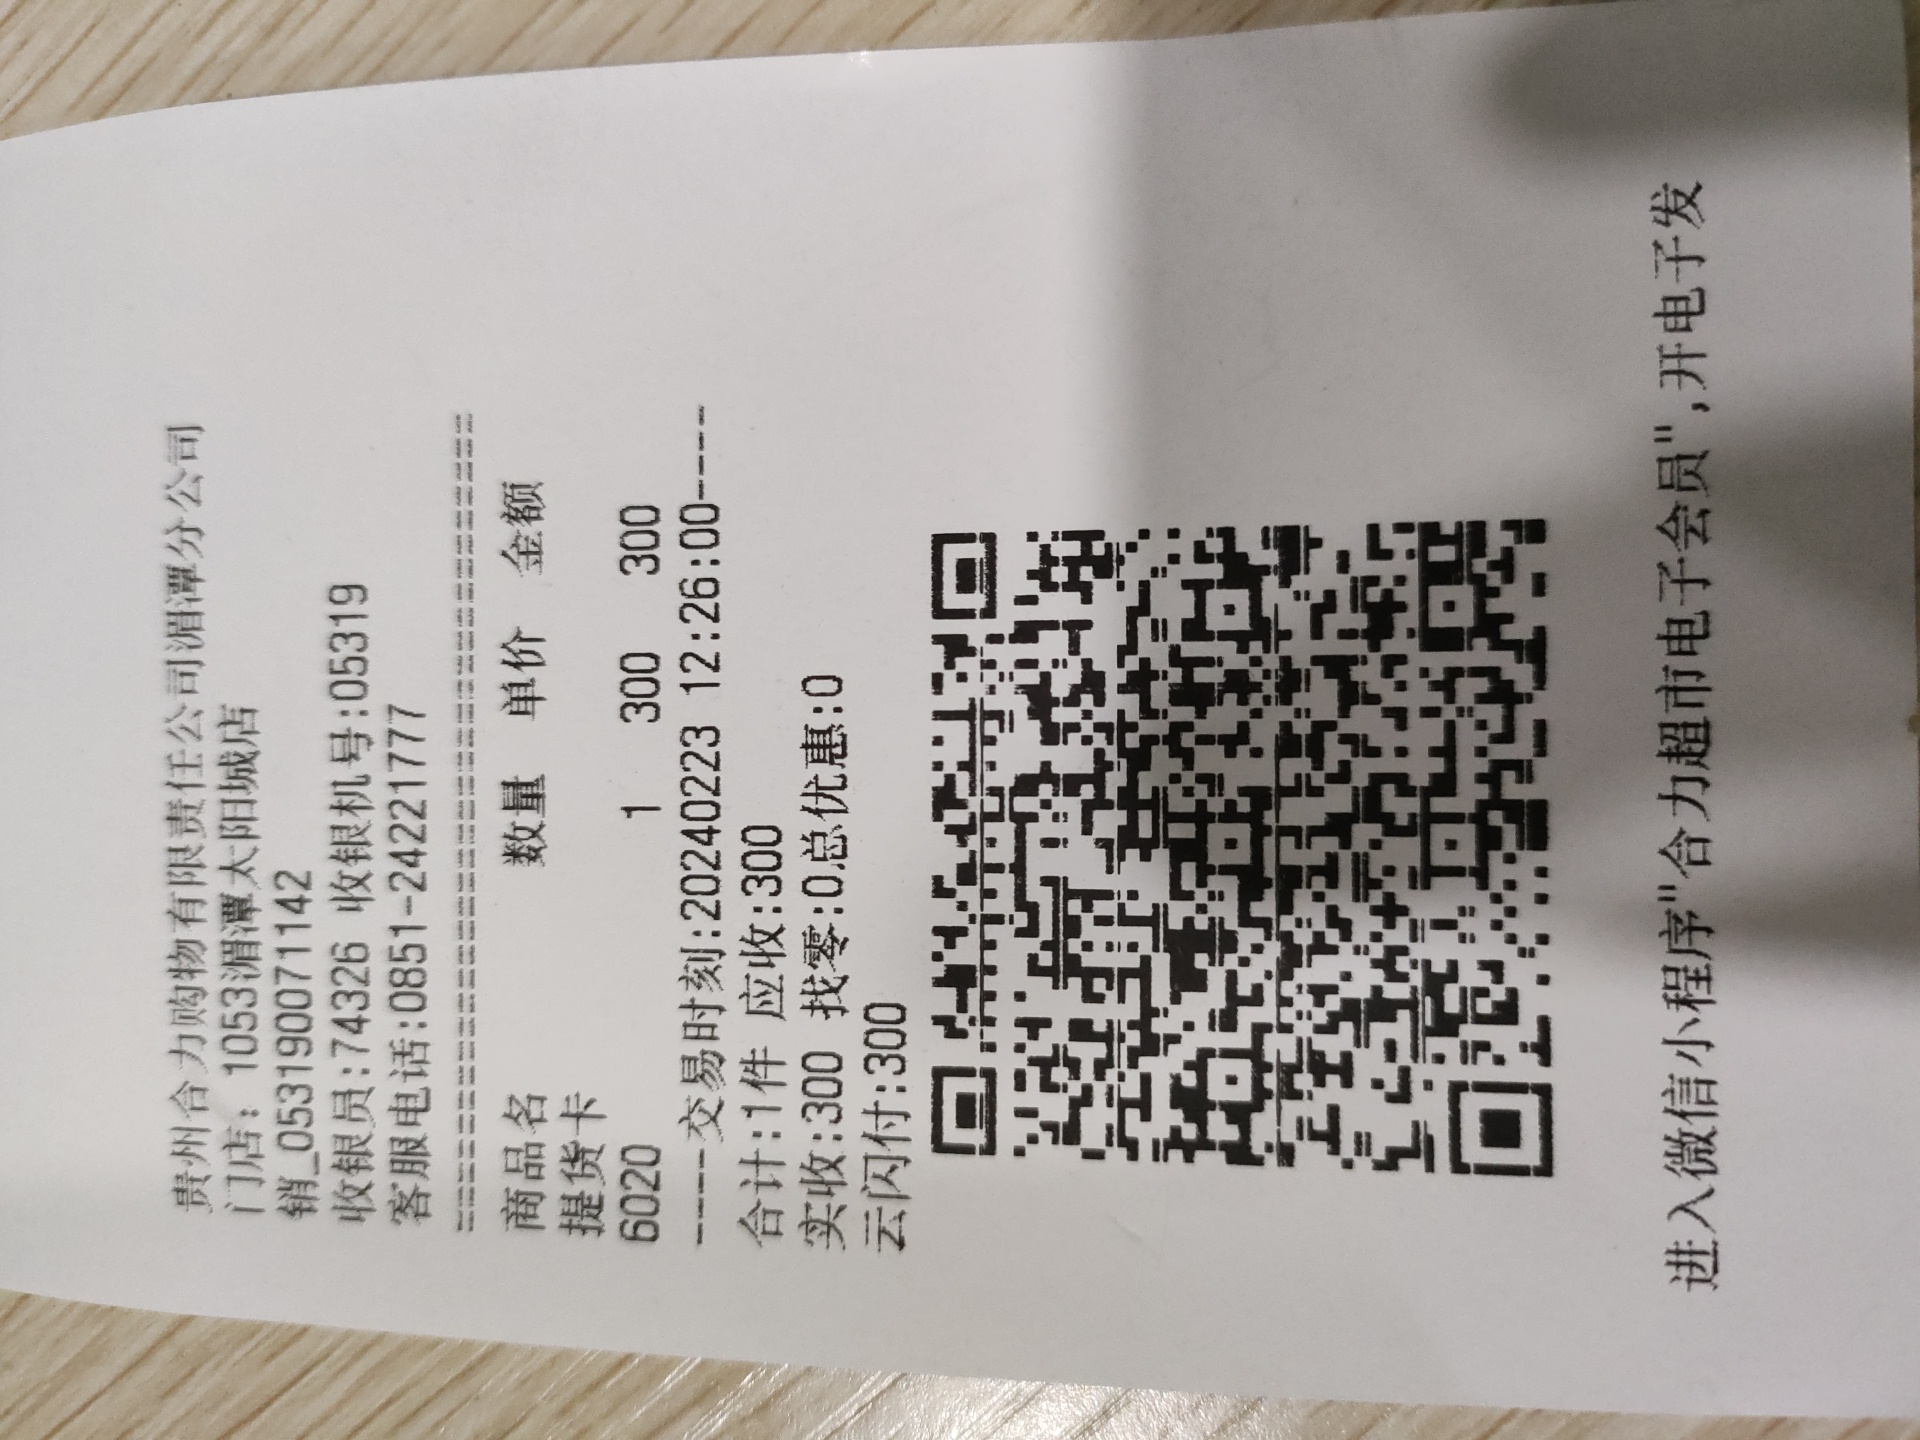 贵州合力购物有限责任公司湄潭分公司
门店: 1053湄潭太阳城店
销_0531900711​42
收银员:74326 收银机号:05319
客服电话:0851-24221777
================================
商品名 数量 单价 金额
提货卡
6020 1 300 300
----交易时刻:20240223 12:26:00----
合计:1件 应收:300
实收:300 找零:0总优惠:0
云闪付:300
进入微信小程序"合力超市电子会员",开电子发